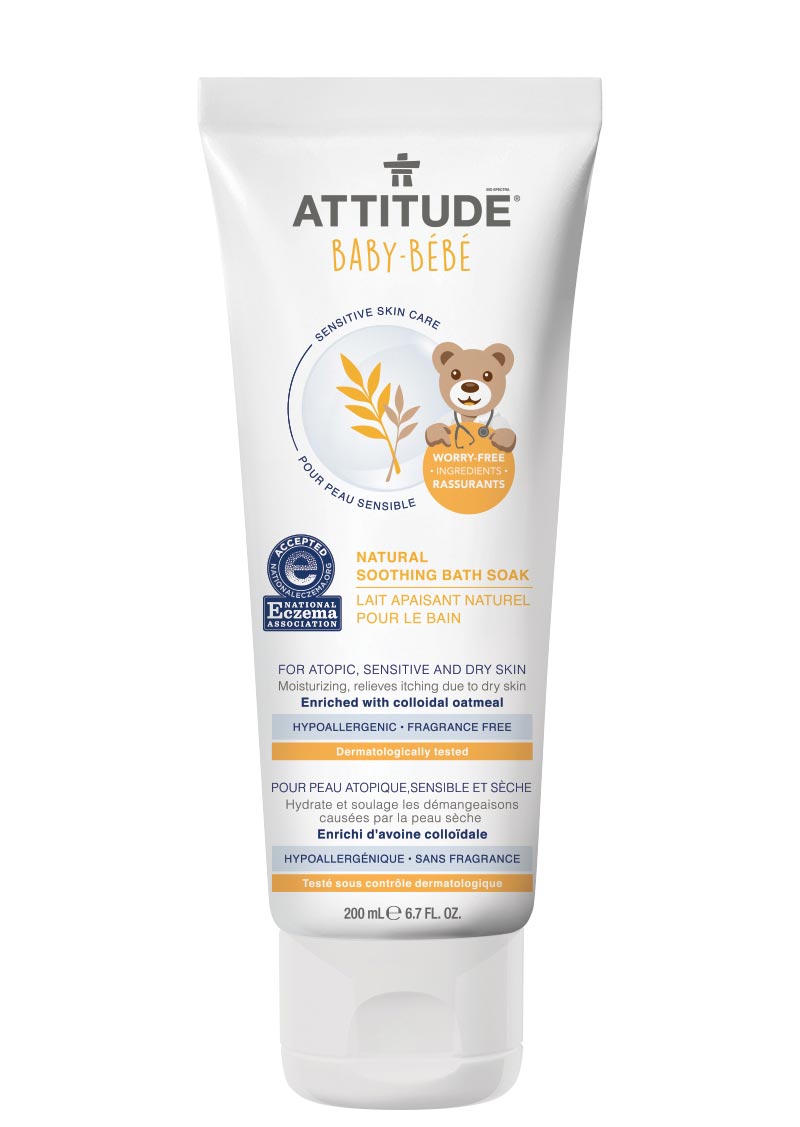 BIO SPECTRA
ATTITUDE®
BABY-BÉBÉ
SENSITIVE SKIN CARE
POUR PEAU SENSIBLE
WORRY-FREE
• INGREDIENTS •
RASSURANTS
ACCEPTED
NATIONALECZEMA.ORG
e
NATIONAL
Eczema
ASSOCIATION
NATURAL
SOOTHING BATH SOAK
LAIT APAISANT NATUREL
POUR LE BAIN
FOR ATOPIC, SENSITIVE AND DRY SKIN
Moisturizing, relieves itching due to dry skin
Enriched with colloidal oatmeal
HYPOALLERGENIC • FRAGRANCE FREE
Dermatologically tested
POUR PEAU ATOPIQUE,SENSIBLE ET SÈCHE
Hydrate et soulage les démangeaisons
causées par la peau sèche
Enrichi d'avoine colloïdale
HYPOALLERGÉNIQUE • SANS FRAGRANCE
Testé sous contrôle dermatologique
200 mL ℮ 6.7 FL. OZ.